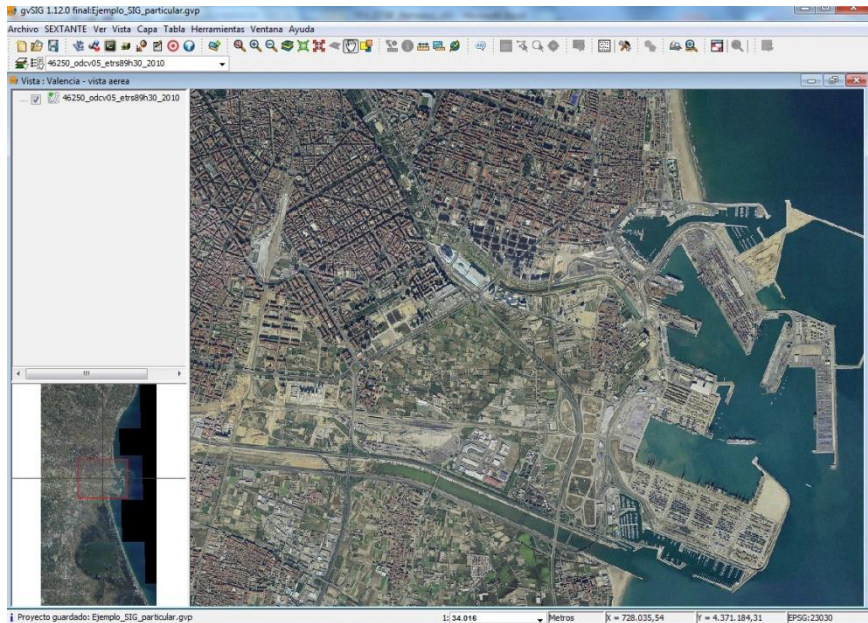 gvSIG 1.12.0 final:Ejemplo_SIG_particular.gvp
Archivo SEXTANTE Ver Vista Capa Tabla Herramientas Ventana Ayuda
46250_odcv05_etrs89h30_2010
Vista : Valencia - vista aerea
46250_odcv05_etrs89h30_2010
Proyecto guardado: Ejemplo_SIG_particular.gvp
1: 34.016
Metros
X = 728.035,54
Y = 4.371.184,31
EPSG:23030